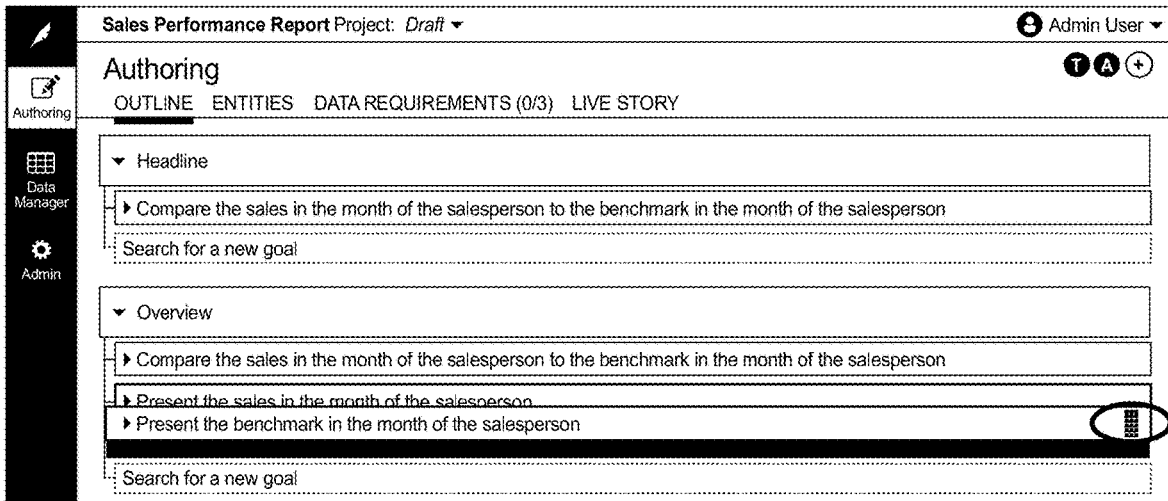 Sales Performance Report Project: Draft
Admin User
Authoring
T A +
OUTLINE ENTITIES DATA REQUIREMENTS (0/3) LIVE STORY
Authoring
Data
Manager
Admin
Headline
Compare the sales in the month of the salesperson to the benchmark in the month of the salesperson
Search for a new goal
Overview
Compare the sales in the month of the salesperson to the benchmark in the month of the salesperson
Present the sales in the month of the salesperson
Present the benchmark in the month of the salesperson
Search for a new goal